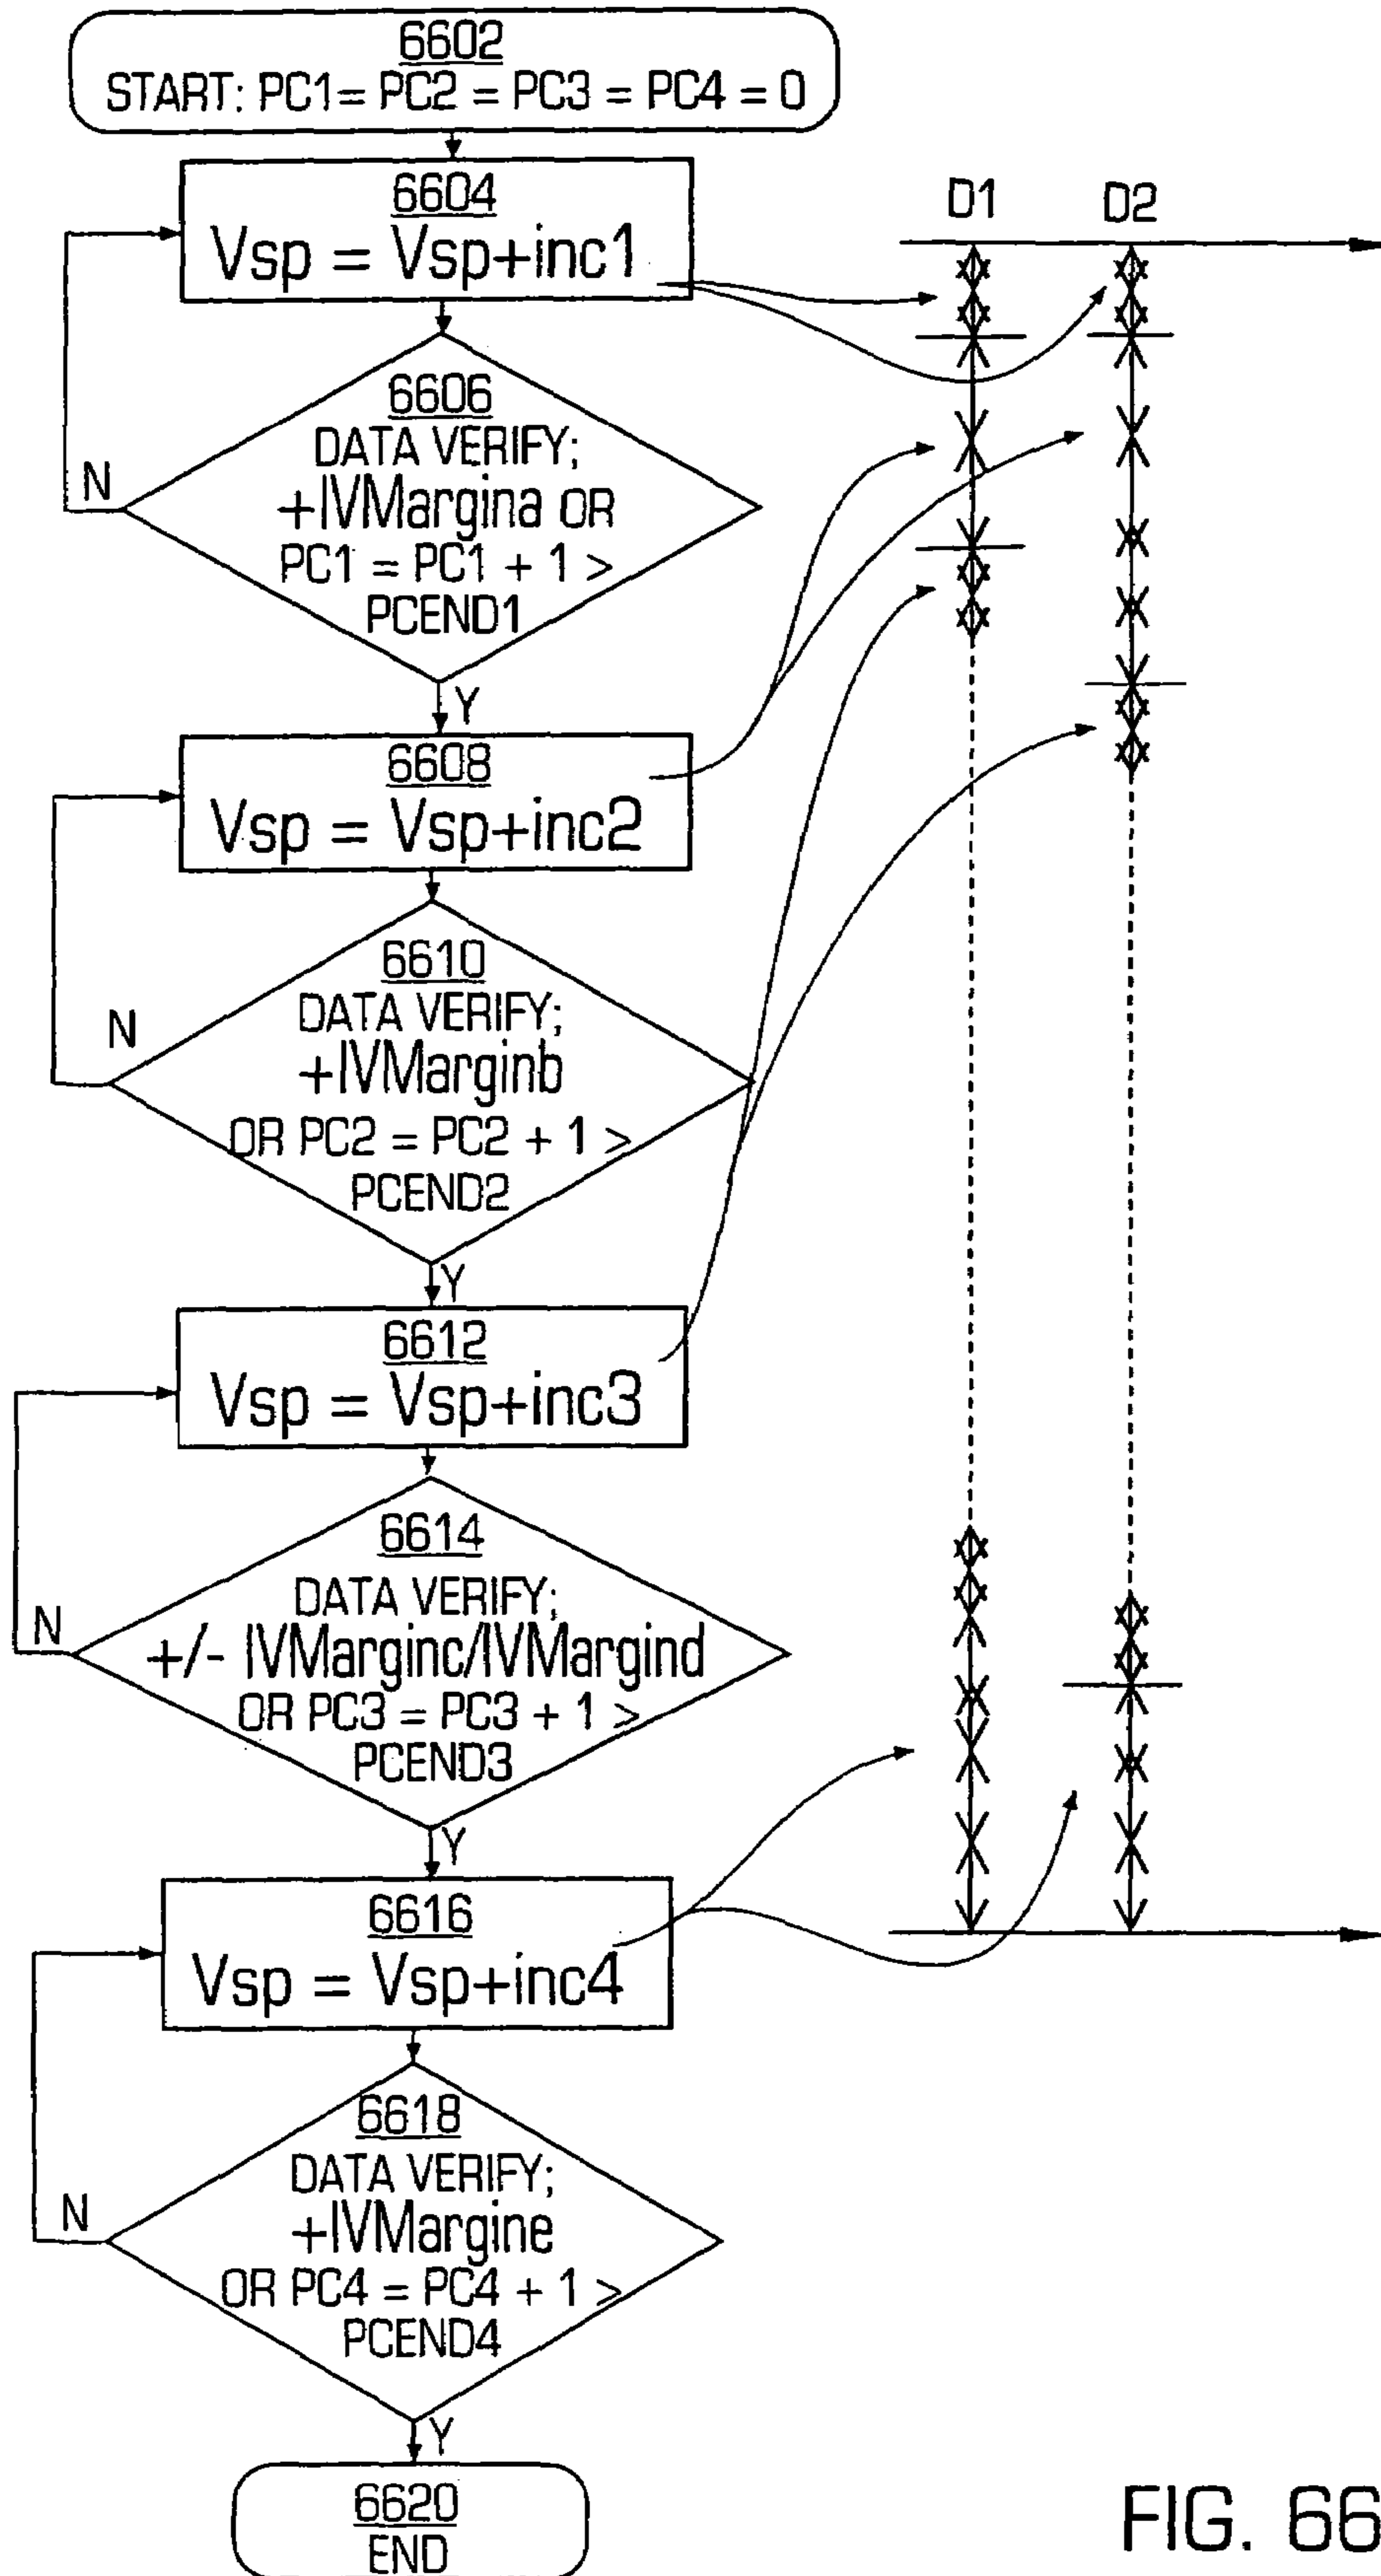 6602
START: PC1 = PC2 = PC3 = PC4 = 0
6604
Vsp = Vsp+inc1
D1
D2
6606
DATA VERIFY;
+IVMargina OR
PC1 = PC1 + 1 >
PCEND1
N
Y
6608
Vsp = Vsp+inc2
6610
DATA VERIFY;
+IVMarginb
OR PC2 = PC2 + 1 >
PCEND2
N
Y
6612
Vsp = Vsp+inc3
6614
DATA VERIFY;
+/- IVMarginc/IVMargind
OR PC3 = PC3 + 1 >
PCEND3
N
Y
6616
Vsp = Vsp+inc4
6618
DATA VERIFY;
+IVMargine
OR PC4 = PC4 + 1 >
PCEND4
N
Y
6620
END
FIG. 66